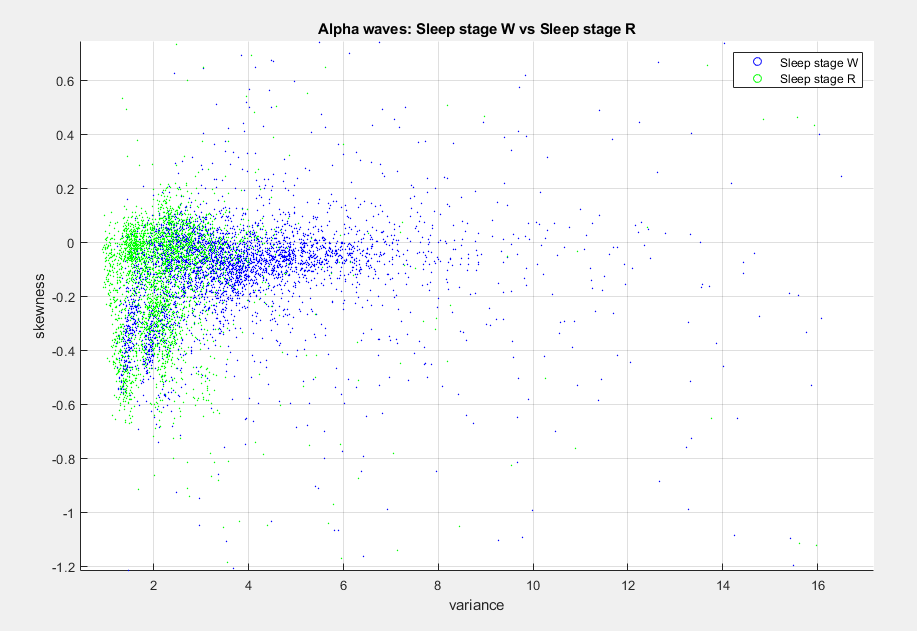 Alpha waves: Sleep stage W vs Sleep stage R
Sleep stage W
Sleep stage R
0.6
0.4
0.2
0
-0.2
-0.4
-0.6
-0.8
-1
-1.2
skewness
2 4 6 8 10 12 14 16
variance